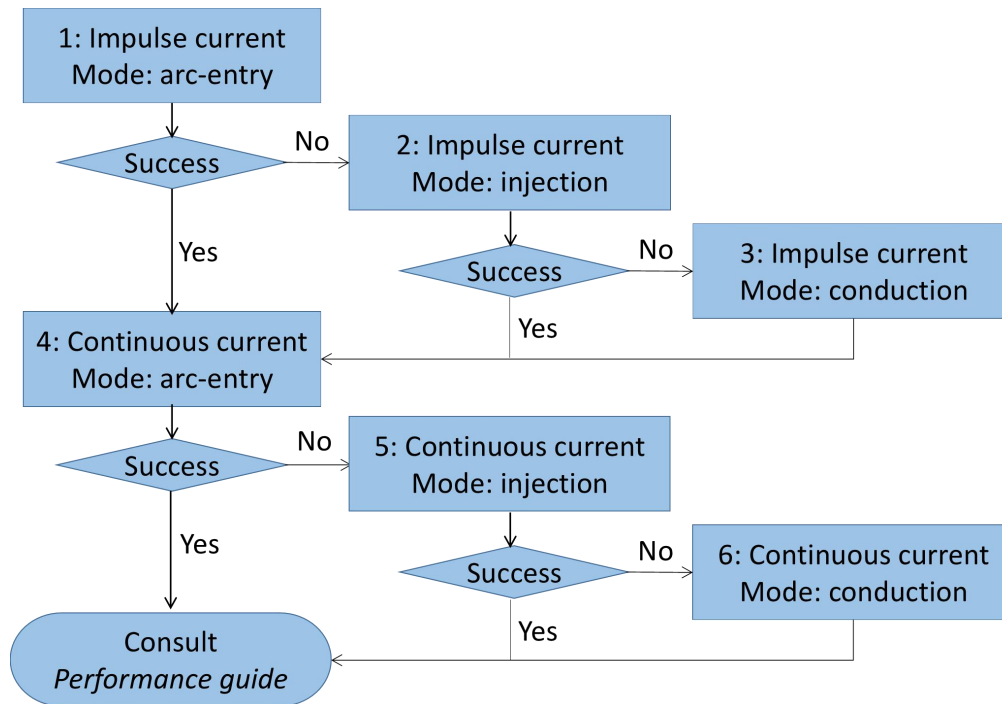 1: Impulse current
Mode: arc-entry
Success
No
2: Impulse current
Mode: injection
Yes
Success
No
3: Impulse current
Mode: conduction
Yes
4: Continuous current
Mode: arc-entry
Success
No
5: Continuous current
Mode: injection
Yes
Success
No
6: Continuous current
Mode: conduction
Yes
Consult
Performance guide